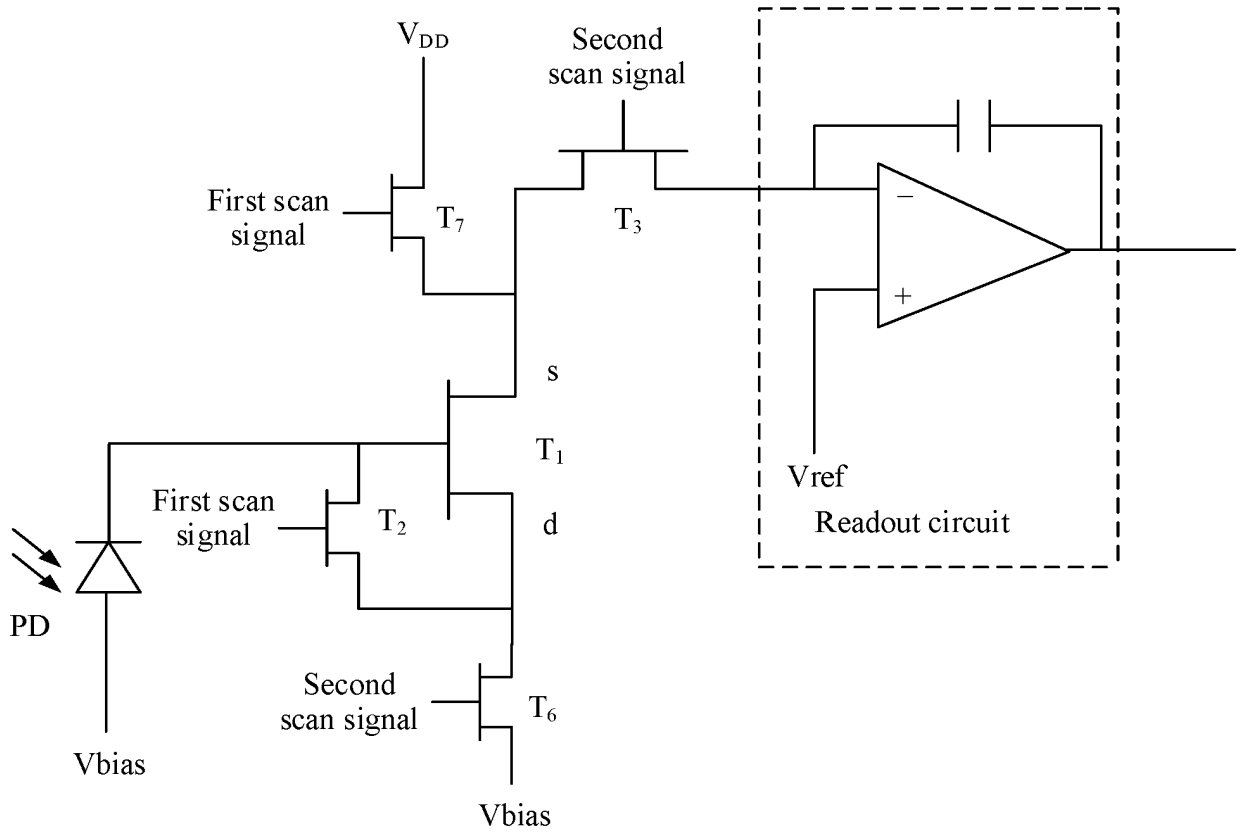 V_DD
Second
scan signal
First scan
signal
T₇
T₃
−
+
s
T₁
d
Vref
Readout circuit
First scan
signal
T₂
PD
Vbias
Second
scan signal
T₆
Vbias